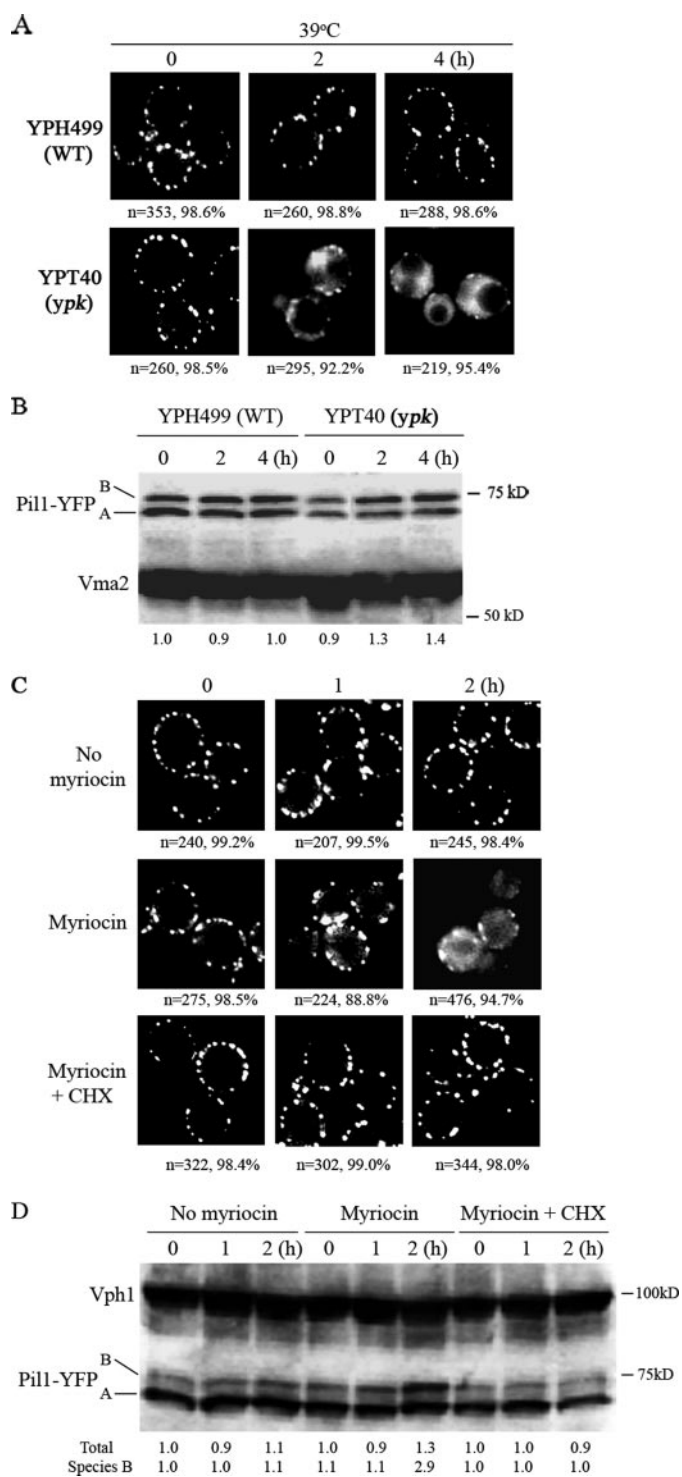 A
39°C
0 2 4 (h)
YPH499
(WT)
n=353, 98.6% n=260, 98.8% n=288, 98.6%
YPT40
(ypk)
n=260, 98.5% n=295, 92.2% n=219, 95.4%
B
YPH499 (WT) YPT40 (ypk)
0 2 4 (h) 0 2 4 (h)
B
75 kD
Pil1-YFP
A
Vma2
50 kD
1.0 0.9 1.0 0.9 1.3 1.4
C
0 1 2 (h)
No
myriocin
n=240, 99.2% n=207, 99.5% n=245, 98.4%
Myriocin
n=275, 98.5% n=224, 88.8% n=476, 94.7%
Myriocin
+ CHX
n=322, 98.4% n=302, 99.0% n=344, 98.0%
D
No myriocin Myriocin Myriocin + CHX
0 1 2 (h) 0 1 2 (h) 0 1 2 (h)
Vph1 100kD
B
75kD
Pil1-YFP
A
Total 1.0 0.9 1.1 1.0 0.9 1.3 1.0 1.0 0.9
Species B 1.0 1.0 1.1 1.1 1.1 2.9 1.0 1.0 1.0